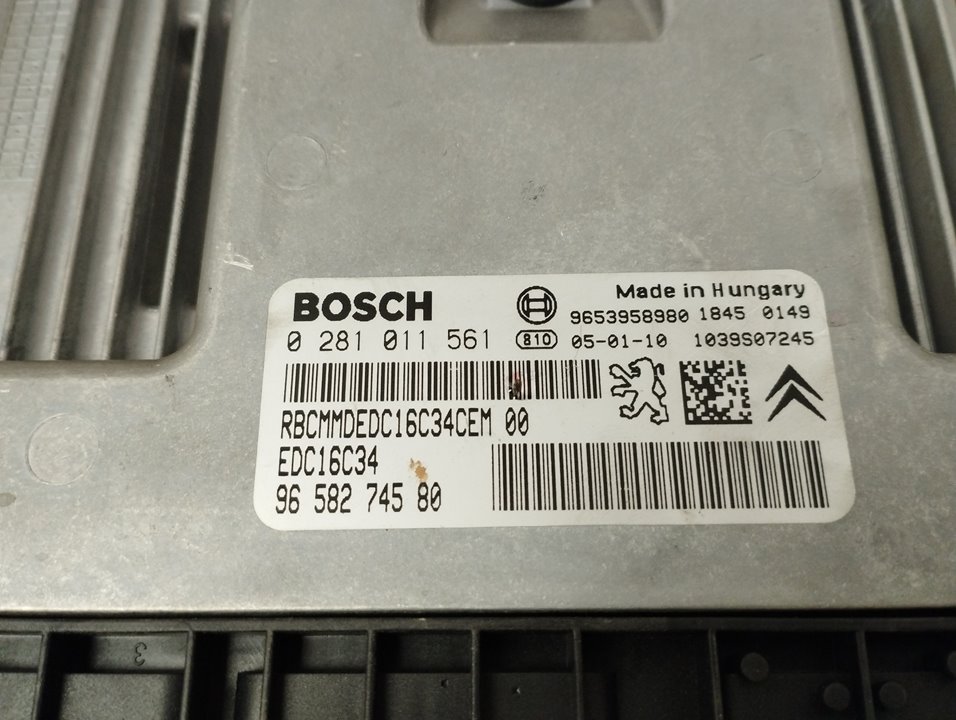 BOSCH
Made in Hungary
9653958980 1845 0149
0 281 011 561
810 05-01-10 1039S07245
RBCMMDEDC16C34CEM 00
EDC16C34
96 582 745 80
3